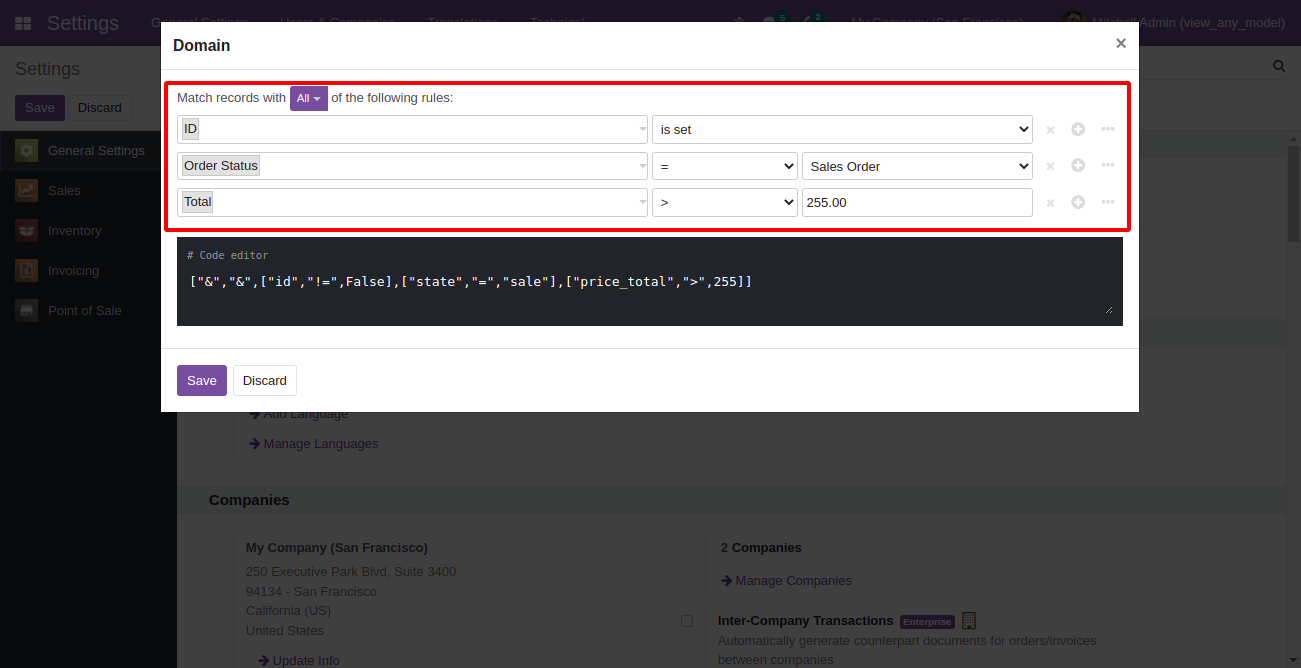 Settings General Settings Users & Companies Translations Technical 5 2 My Company (San Francisco) Mitchell Admin (view_any_model)
Domain ×
Settings
Save Discard
Match records with All of the following rules:
ID is set
Order Status = Sales Order
Total > 255.00
# Code editor
["&","&",["id","!=",False],["state","=","sale"],["price_total",">",255]]
Save Discard
General Settings
Sales
Inventory
Invoicing
Point of Sale
Add Language
Manage Languages
Companies
My Company (San Francisco)
250 Executive Park Blvd, Suite 3400
94134 - San Francisco
California (US)
United States
Update Info
2 Companies
Manage Companies
Inter-Company Transactions Enterprise
Automatically generate counterpart documents for orders/invoices
between companies